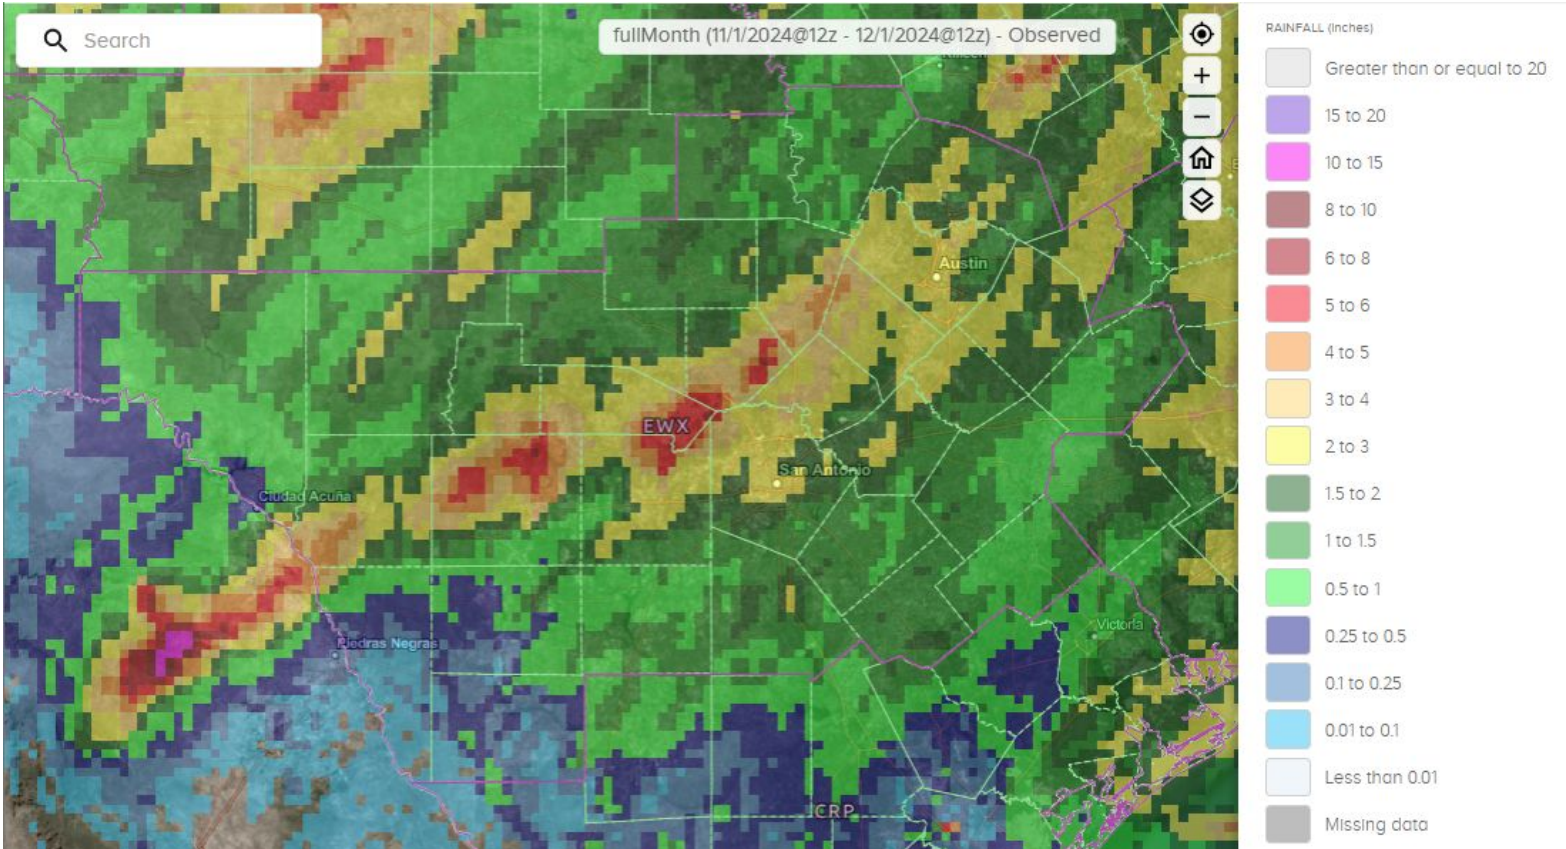 Search
fullMonth (11/1/2024@12z - 12/1/2024@12z) - Observed
Killeen
Austin
EWX
San Antonio
Ciudad Acuña
Piedras Negras
Victoria
CRP
RAINFALL (Inches)
Greater than or equal to 20
15 to 20
10 to 15
8 to 10
6 to 8
5 to 6
4 to 5
3 to 4
2 to 3
1.5 to 2
1 to 1.5
0.5 to 1
0.25 to 0.5
0.1 to 0.25
0.01 to 0.1
Less than 0.01
Missing data